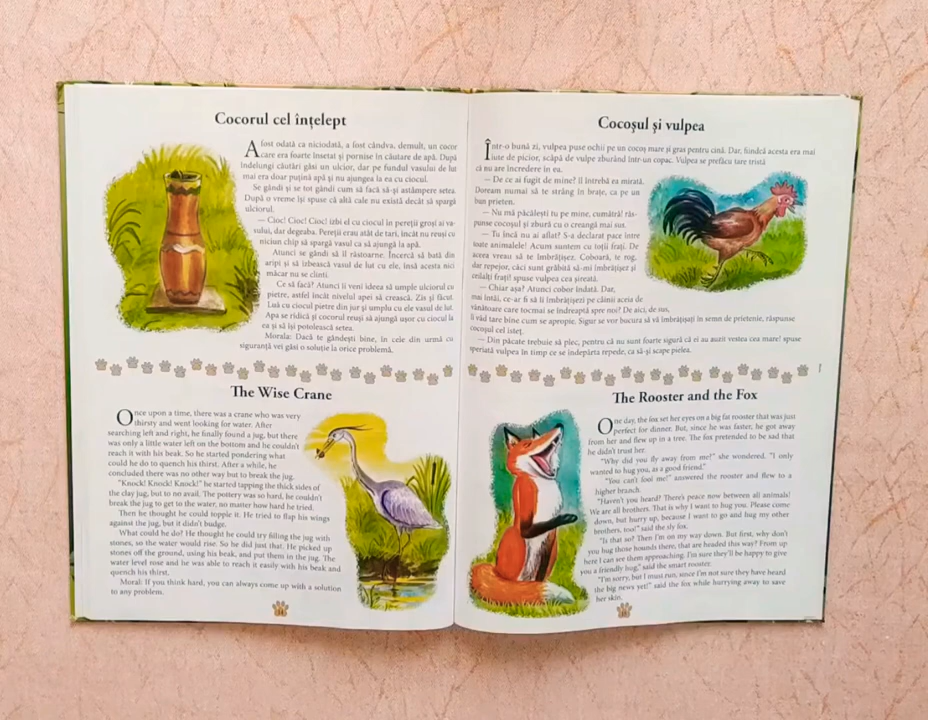 Cocorul cel înțelept
A fost odată ca niciodată, a fost cândva, demult, un cocor
care era foarte însetat și pornise în căutare de apă. După
îndelungi căutări găsi un ulcior, dar pe fundul vasului de lut
mai era doar puțină apă și nu ajungea la ea cu ciocul.
Se gândi și se tot gândi cum să facă să-și astâmpere setea.
După o vreme își spuse că altă cale nu există decât să spargă
ulciorul.
— Cioc! Cioc! Cioc! izbi el cu ciocul în pereții groși ai va-
sului, dar degeaba. Pereții erau atât de tari, încât nu reuși cu
niciun chip să spargă vasul ca să ajungă la apă.
Atunci se gândi să îl răstoarne. Încercă să bată din
aripi și să izbească vasul de lut cu ele, însă acesta nici
măcar nu se clinti.
Ce să facă? Atunci îi veni ideea să umple ulciorul cu
pietre, astfel încât nivelul apei să crească. Zis și făcut.
Luă cu ciocul pietre din jur și umplu cu ele vasul de lut.
Apa se ridică și cocorul reuși să ajungă ușor cu ciocul la
ea și să își potolească setea.
Morala: Dacă te gândești bine, în cele din urmă cu
siguranță vei găsi o soluție la orice problemă.
The Wise Crane
Once upon a time, there was a crane who was very
thirsty and went looking for water. After
searching left and right, he finally found a jug, but there
was only a little water left on the bottom and he couldn't
reach it with his beak. So he started pondering what
could he do to quench his thirst. After a while, he
concluded there was no other way but to break the jug.
"Knock! Knock! Knock!" he started tapping the thick sides of
the clay jug, but to no avail. The pottery was so hard, he couldn't
break the jug to get to the water, no matter how hard he tried.
Then he thought he could topple it. He tried to flap his wings
against the jug, but it didn't budge.
What could he do? He thought he could try filling the jug with
stones, so the water would rise. So he did just that. He picked up
stones off the ground, using his beak, and put them in the jug. The
water level rose and he was able to reach it easily with his beak and
quench his thirst.
Moral: If you think hard, you can always come up with a solution
to any problem.
Cocoșul și vulpea
Într-o bună zi, vulpea puse ochii pe un cocoș mare și gras pentru cină. Dar, fiindcă acesta era mai
iute de picior, scăpă de vulpe zburând într-un copac. Vulpea se prefăcu tare tristă
că nu are încredere în ea.
— De ce ai fugit de mine? îl întrebă ea mirată.
Doream numai să te strâng în brațe, ca pe un
bun prieten.
— Nu mă păcălești tu pe mine, cumătră! răs-
punse cocoșul și zbură cu o creangă mai sus.
— Tu încă nu ai aflat? S-a declarat pace între
toate animalele! Acum suntem cu toții frați. De
aceea vreau să te îmbrățișez. Coboară, te rog,
dar repejor, căci sunt grăbită să-mi îmbrățișez și
ceilalți frați! spuse vulpea cea șireată.
— Chiar așa? Atunci cobor îndată. Dar,
mai întâi, ce-ar fi să îi îmbrățișezi pe câinii aceia de
vânătoare care tocmai se îndreaptă spre noi? De aici, de sus,
îi văd tare bine cum se apropie. Sigur se vor bucura să vă îmbrățișați în semn de prietenie, răspunse
cocoșul cel isteț.
— Din păcate trebuie să plec, pentru că nu sunt foarte sigură că ei au auzit vestea cea mare! spuse
speriată vulpea în timp ce se îndepărta repede, ca să-și scape pielea.
The Rooster and the Fox
One day, the fox set her eyes on a big fat rooster that was just
perfect for dinner. But, since he was faster, he got away
from her and flew up in a tree. The fox pretended to be sad that
he didn't trust her.
"Why did you fly away from me?" she wondered. "I only
wanted to hug you, as a good friend."
"You can't fool me!" answered the rooster and flew to a
higher branch.
"Haven't you heard? There's peace now between all animals!
We are all brothers. That is why I want to hug you. Please come
down, but hurry up, because I want to go and hug my other
brothers, too!" said the sly fox.
"Is that so? Then I'm on my way down. But first, why don't
you hug those hounds there, that are headed this way? From up
here I can see them approaching. I'm sure they'll be happy to give
you a friendly hug," said the smart rooster.
"I'm sorry, but I must run, since I'm not sure they have heard
the big news yet!" said the fox while hurrying away to save
her skin.